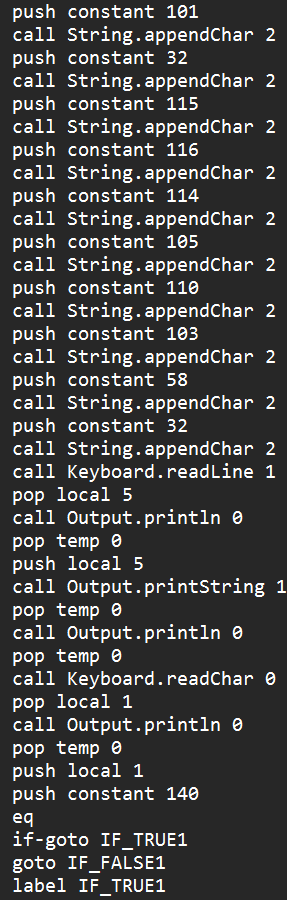 push constant 101
call String.appendChar 2
push constant 32
call String.appendChar 2
push constant 115
call String.appendChar 2
push constant 116
call String.appendChar 2
push constant 114
call String.appendChar 2
push constant 105
call String.appendChar 2
push constant 110
call String.appendChar 2
push constant 103
call String.appendChar 2
push constant 58
call String.appendChar 2
push constant 32
call String.appendChar 2
call Keyboard.readLine 1
pop local 5
call Output.println 0
pop temp 0
push local 5
call Output.printString 1
pop temp 0
call Output.println 0
pop temp 0
call Keyboard.readChar 0
pop local 1
call Output.println 0
pop temp 0
push local 1
push constant 140
eq
if-goto IF_TRUE1
goto IF_FALSE1
label IF_TRUE1